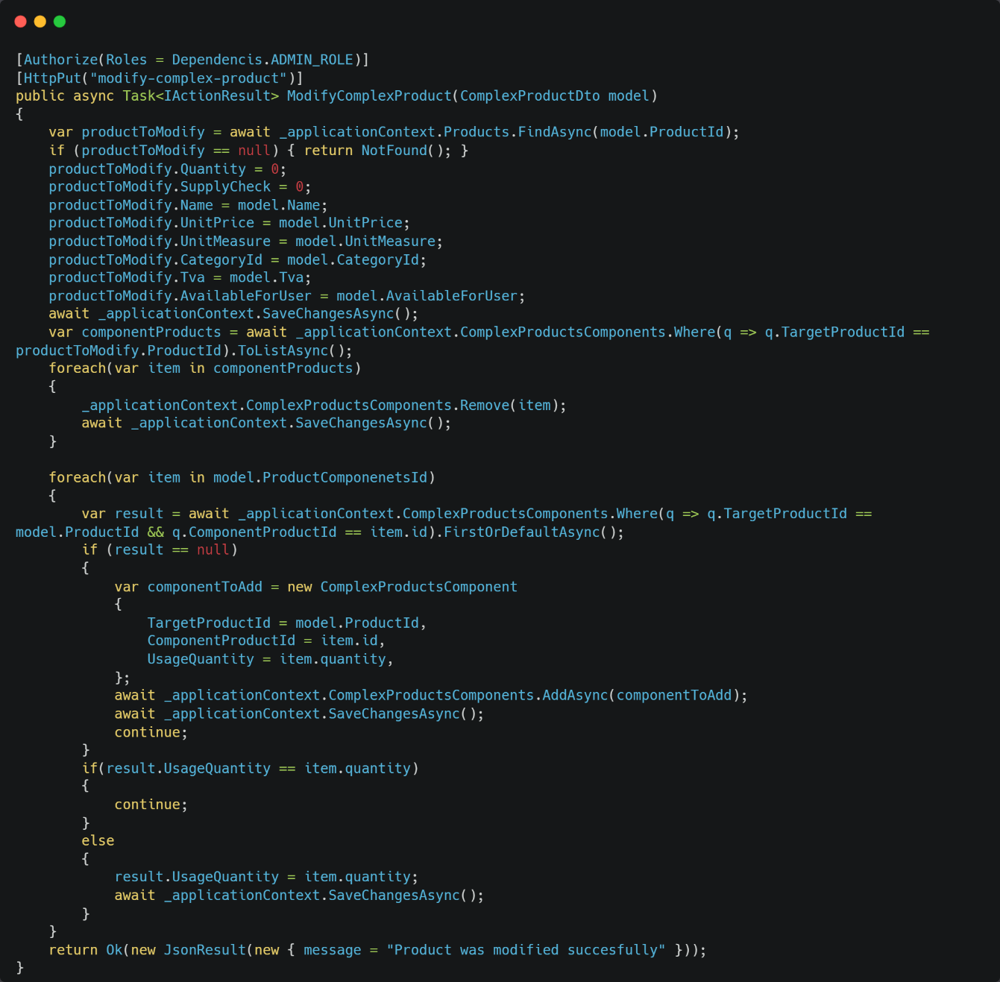 [Authorize(Roles = Dependencis.ADMIN_ROLE)]
[HttpPut("modify-complex-product")]
public async Task<IActionResult> ModifyComplexProduct(ComplexProductDto model)
{
    var productToModify = await _applicationContext.Products.FindAsync(model.ProductId);
    if (productToModify == null) { return NotFound(); }
    productToModify.Quantity = 0;
    productToModify.SupplyCheck = 0;
    productToModify.Name = model.Name;
    productToModify.UnitPrice = model.UnitPrice;
    productToModify.UnitMeasure = model.UnitMeasure;
    productToModify.CategoryId = model.CategoryId;
    productToModify.Tva = model.Tva;
    productToModify.AvailableForUser = model.AvailableForUser;
    await _applicationContext.SaveChangesAsync();
    var componentProducts = await _applicationContext.ComplexProductsComponents.Where(q => q.TargetProductId ==
productToModify.ProductId).ToListAsync();
    foreach(var item in componentProducts)
    {
        _applicationContext.ComplexProductsComponents.Remove(item);
        await _applicationContext.SaveChangesAsync();
    }

    foreach(var item in model.ProductComponenetsId)
    {
        var result = await _applicationContext.ComplexProductsComponents.Where(q => q.TargetProductId ==
model.ProductId && q.ComponentProductId == item.id).FirstOrDefaultAsync();
        if (result == null)
        {
            var componentToAdd = new ComplexProductsComponent
            {
                TargetProductId = model.ProductId,
                ComponentProductId = item.id,
                UsageQuantity = item.quantity,
            };
            await _applicationContext.ComplexProductsComponents.AddAsync(componentToAdd);
            await _applicationContext.SaveChangesAsync();
            continue;
        }
        if(result.UsageQuantity == item.quantity)
        {
            continue;
        }
        else
        {
            result.UsageQuantity = item.quantity;
            await _applicationContext.SaveChangesAsync();
        }
    }
    return Ok(new JsonResult(new { message = "Product was modified succesfully" }));
}